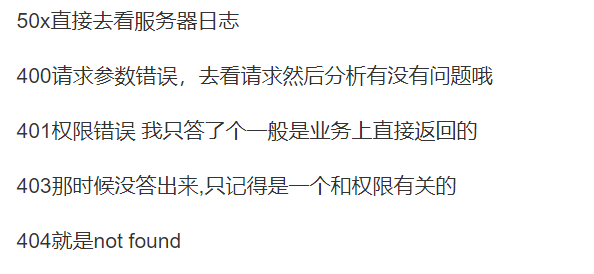 50x直接去看服务器日志
400请求参数错误，去看请求然后分析有没有问题哦
401权限错误 我只答了个一般是业务上直接返回的
403那时候没答出来,只记得是一个和权限有关的
404就是not found